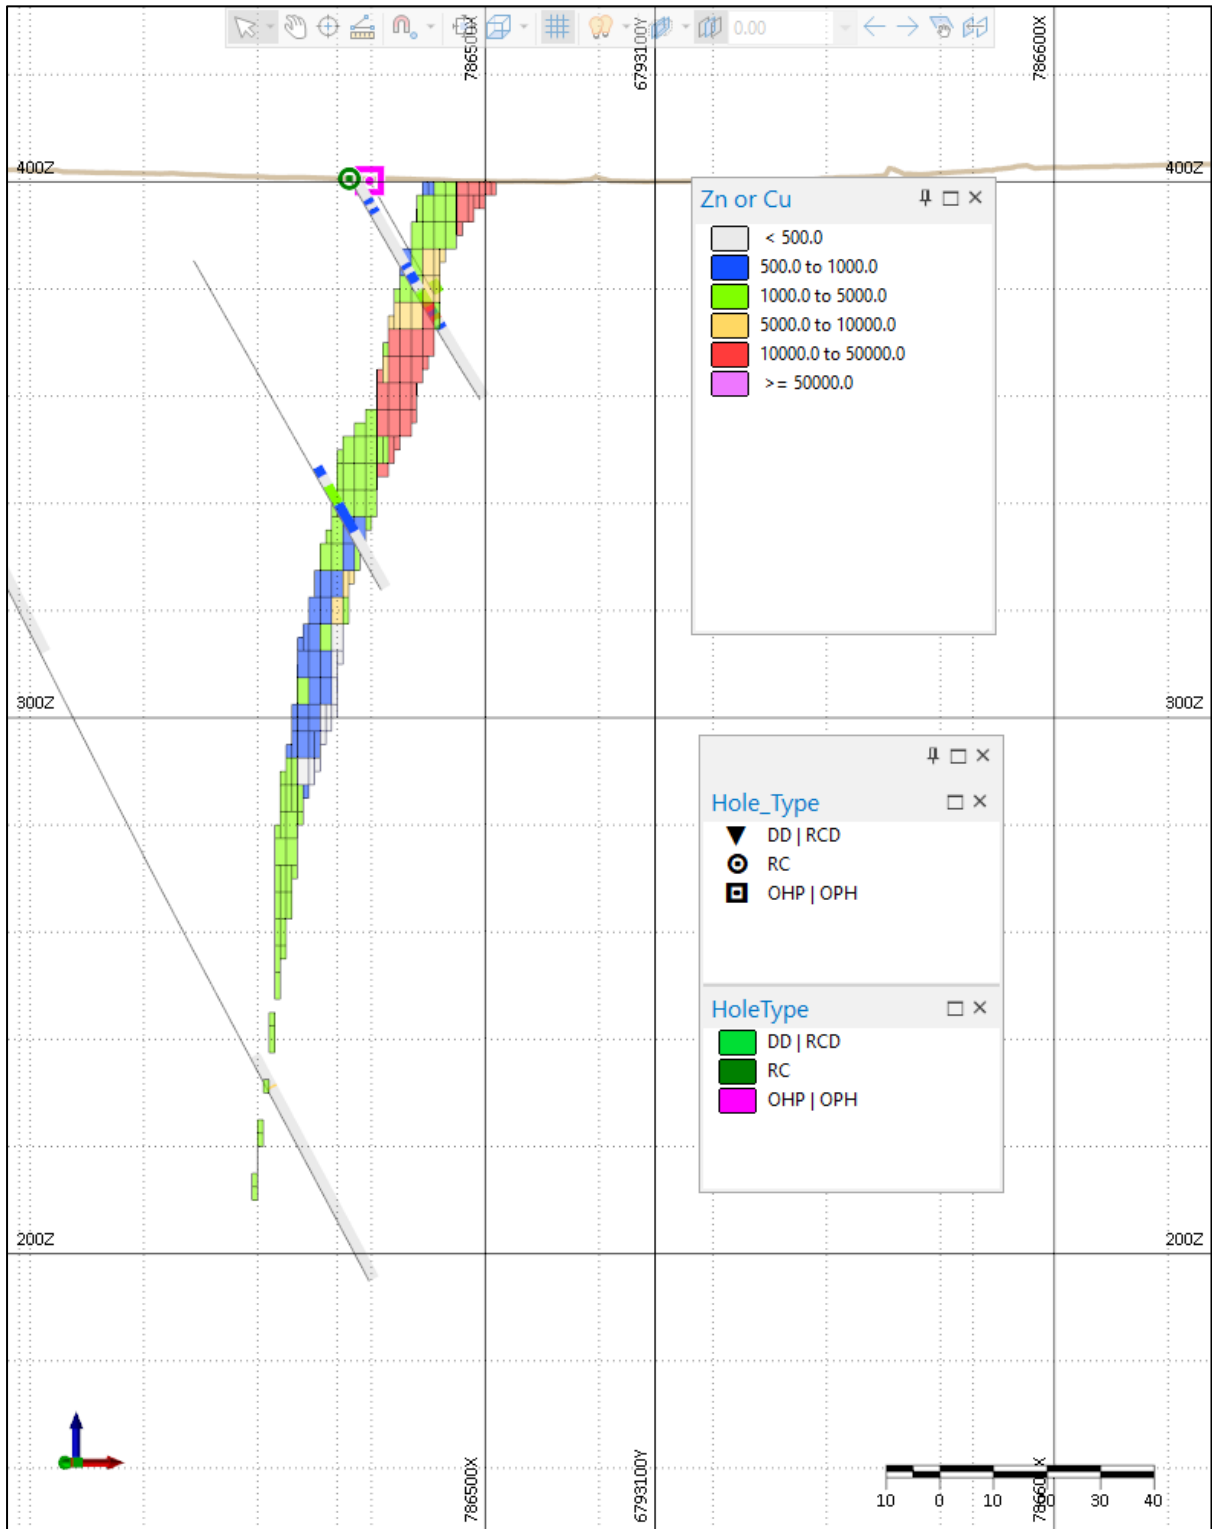 0.00
786500X
6793100Y
786600X
400Z
400Z
Zn or Cu
< 500.0
500.0 to 1000.0
1000.0 to 5000.0
5000.0 to 10000.0
10000.0 to 50000.0
>= 50000.0
300Z
300Z
Hole_Type
DD | RCD
RC
OHP | OPH
HoleType
DD | RCD
RC
OHP | OPH
200Z
200Z
786500X
6793100Y
786600X
10 0 10 20 30 40